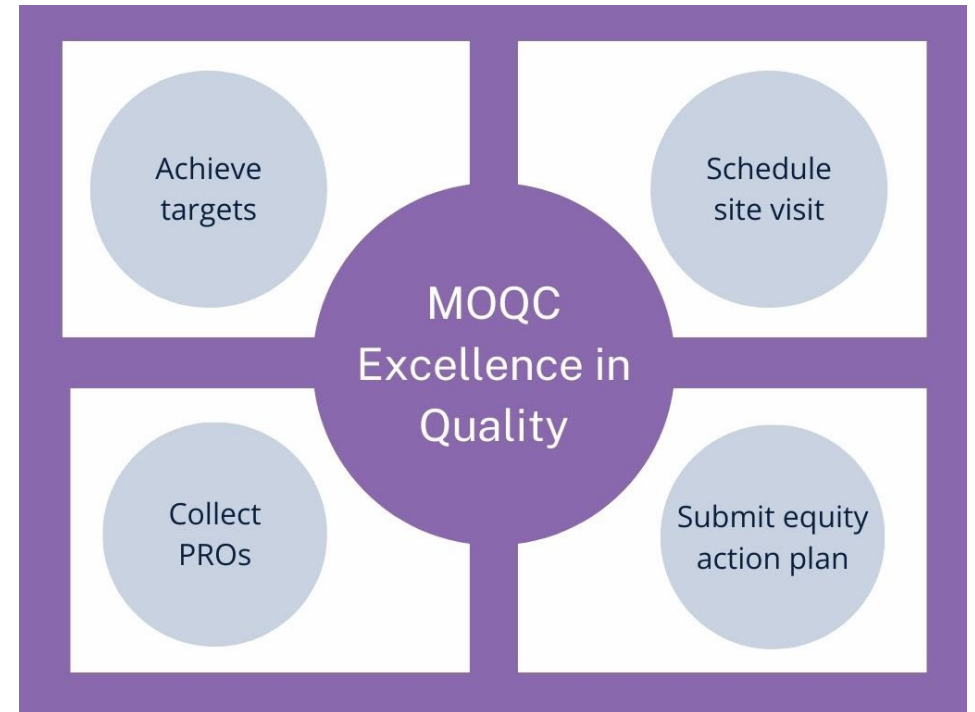 Achieve
targets
Schedule
site visit
MOQC
Excellence in
Quality
Collect
PROs
Submit equity
action plan